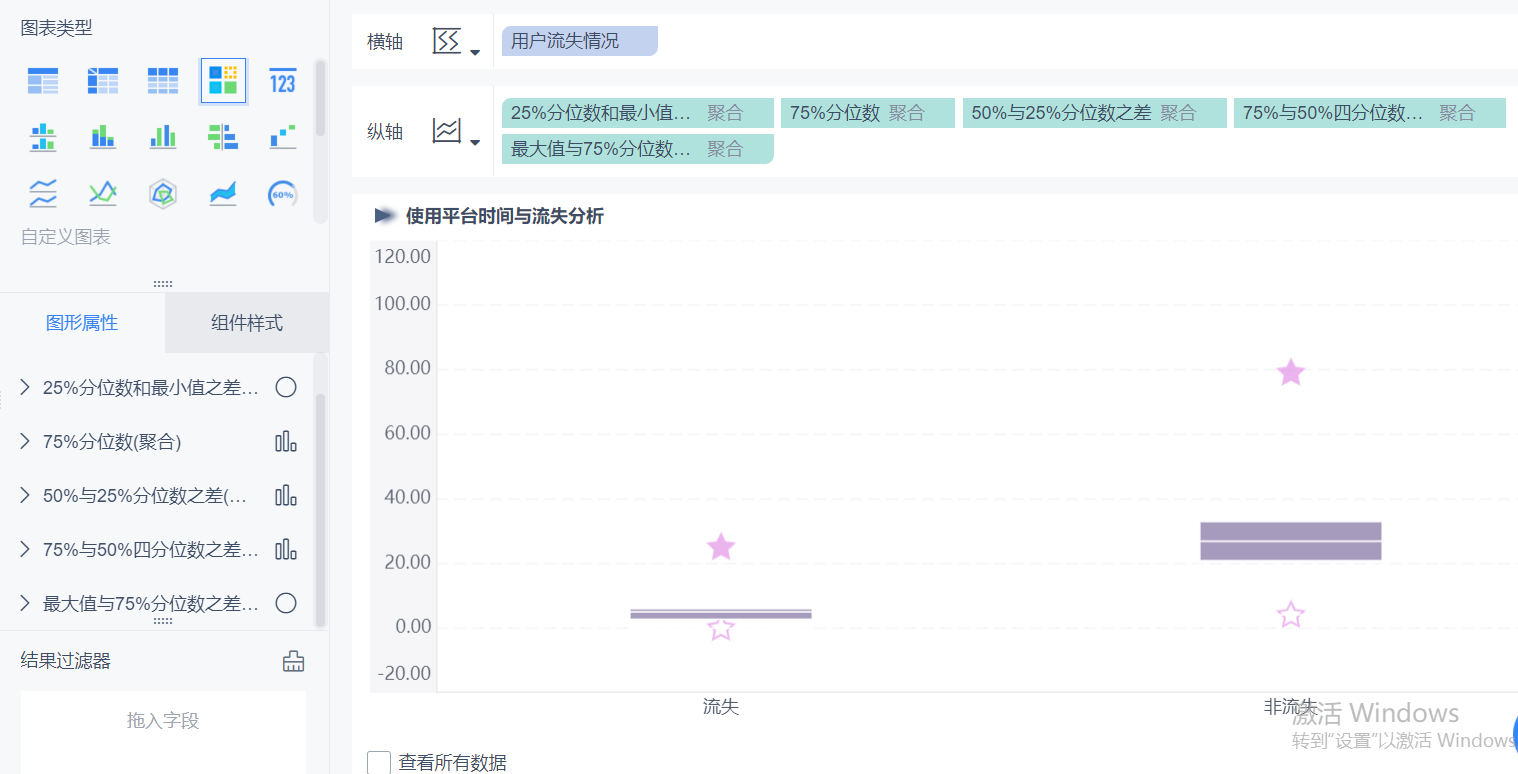 图表类型
123
60%
自定义图表
图形属性
组件样式
25%分位数和最小值之差...
75%分位数(聚合)
50%与25%分位数之差(...
75%与50%四分位数之差...
最大值与75%分位数之差...
结果过滤器
拖入字段
横轴
用户流失情况
纵轴
25%分位数和最小值... 聚合
75%分位数 聚合
50%与25%分位数之差 聚合
75%与50%四分位数... 聚合
最大值与75%分位数... 聚合
使用平台时间与流失分析
120.00
100.00
80.00
60.00
40.00
20.00
0.00
-20.00
流失
非流失
查看所有数据
激活 Windows
转到“设置”以激活 Windows